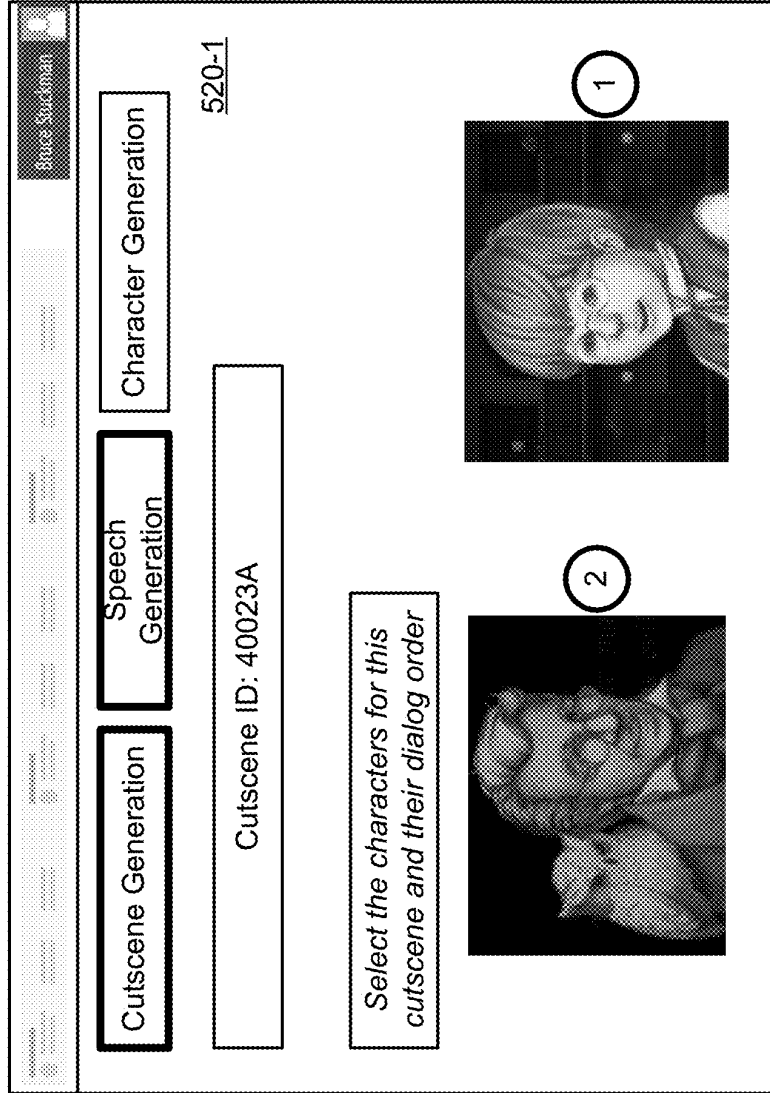 Bruce Stuckman
Cutscene Generation
Speech
Generation
Character Generation
520-1
Cutscene ID: 40023A
Select the characters for this
cutscene and their dialog order
2
1